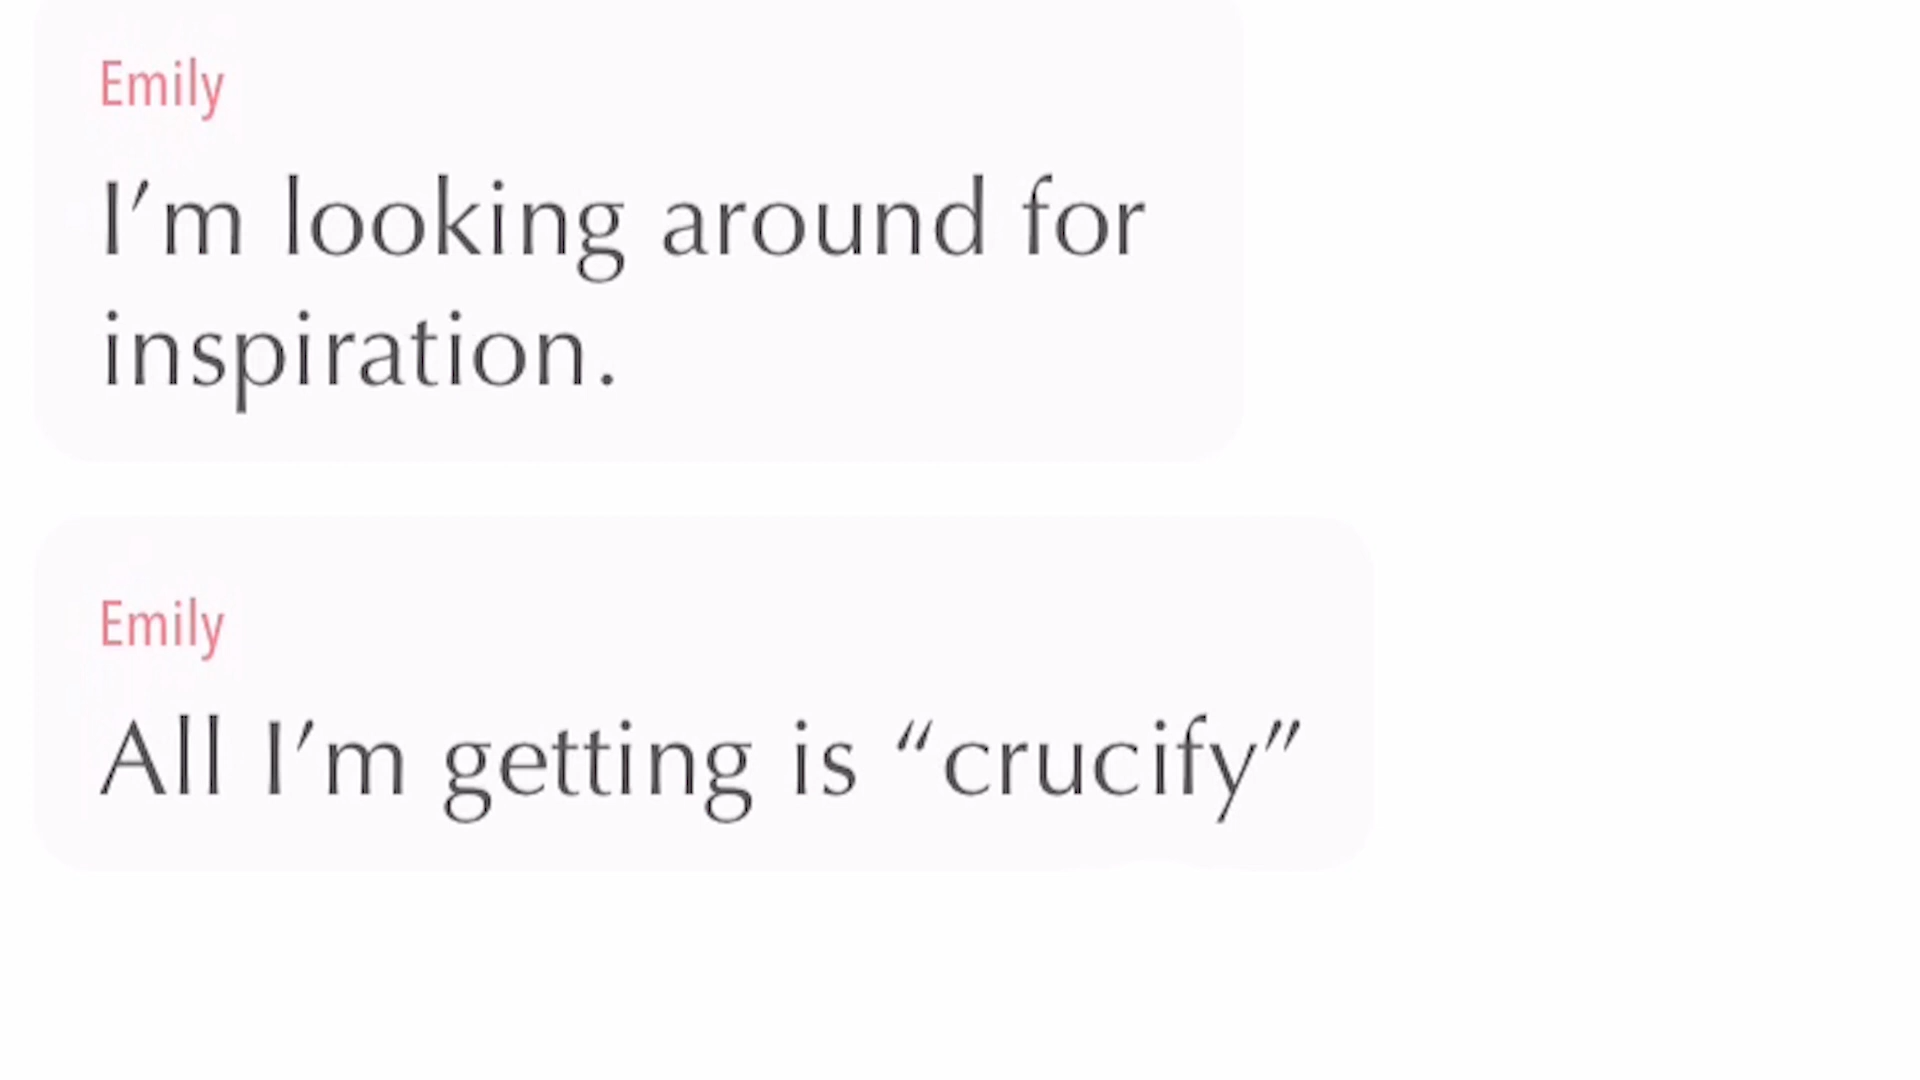 Emily
I’m looking around for
inspiration.
Emily
All I’m getting is “crucify”